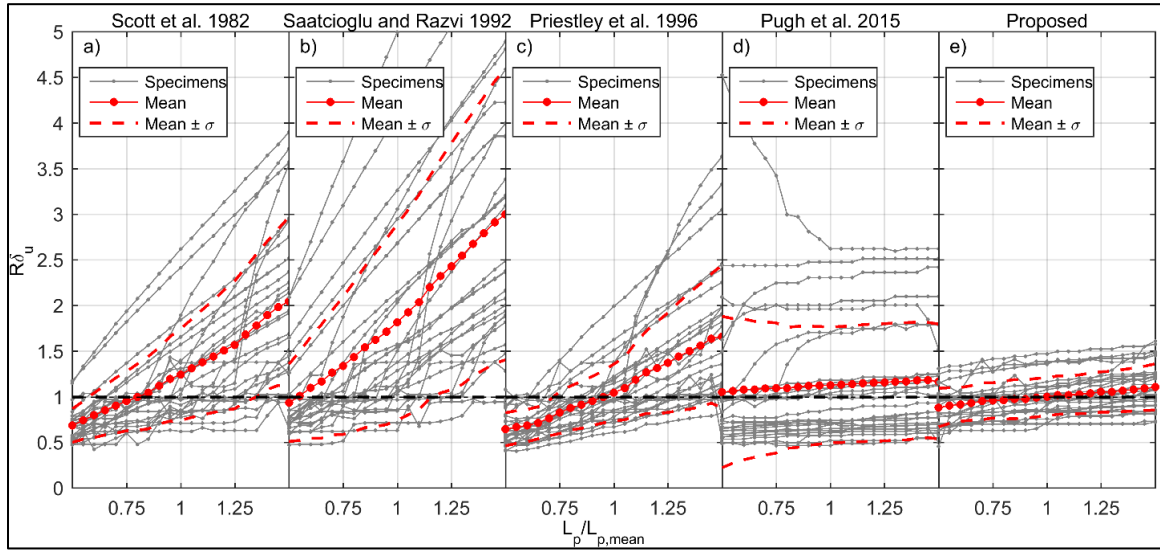 Scott et al. 1982
Saatcioglu and Razvi 1992
Priestley et al. 1996
Pugh et al. 2015
Proposed
a)
b)
c)
d)
e)
Specimens
Mean
Mean ± σ
Specimens
Mean
Mean ± σ
Specimens
Mean
Mean ± σ
Specimens
Mean
Mean ± σ
Specimens
Mean
Mean ± σ
5
4.5
4
3.5
3
2.5
2
1.5
1
0.5
0
Rδu
0.75 1 1.25
0.75 1 1.25
0.75 1 1.25
0.75 1 1.25
0.75 1 1.25
Lp/Lp,mean